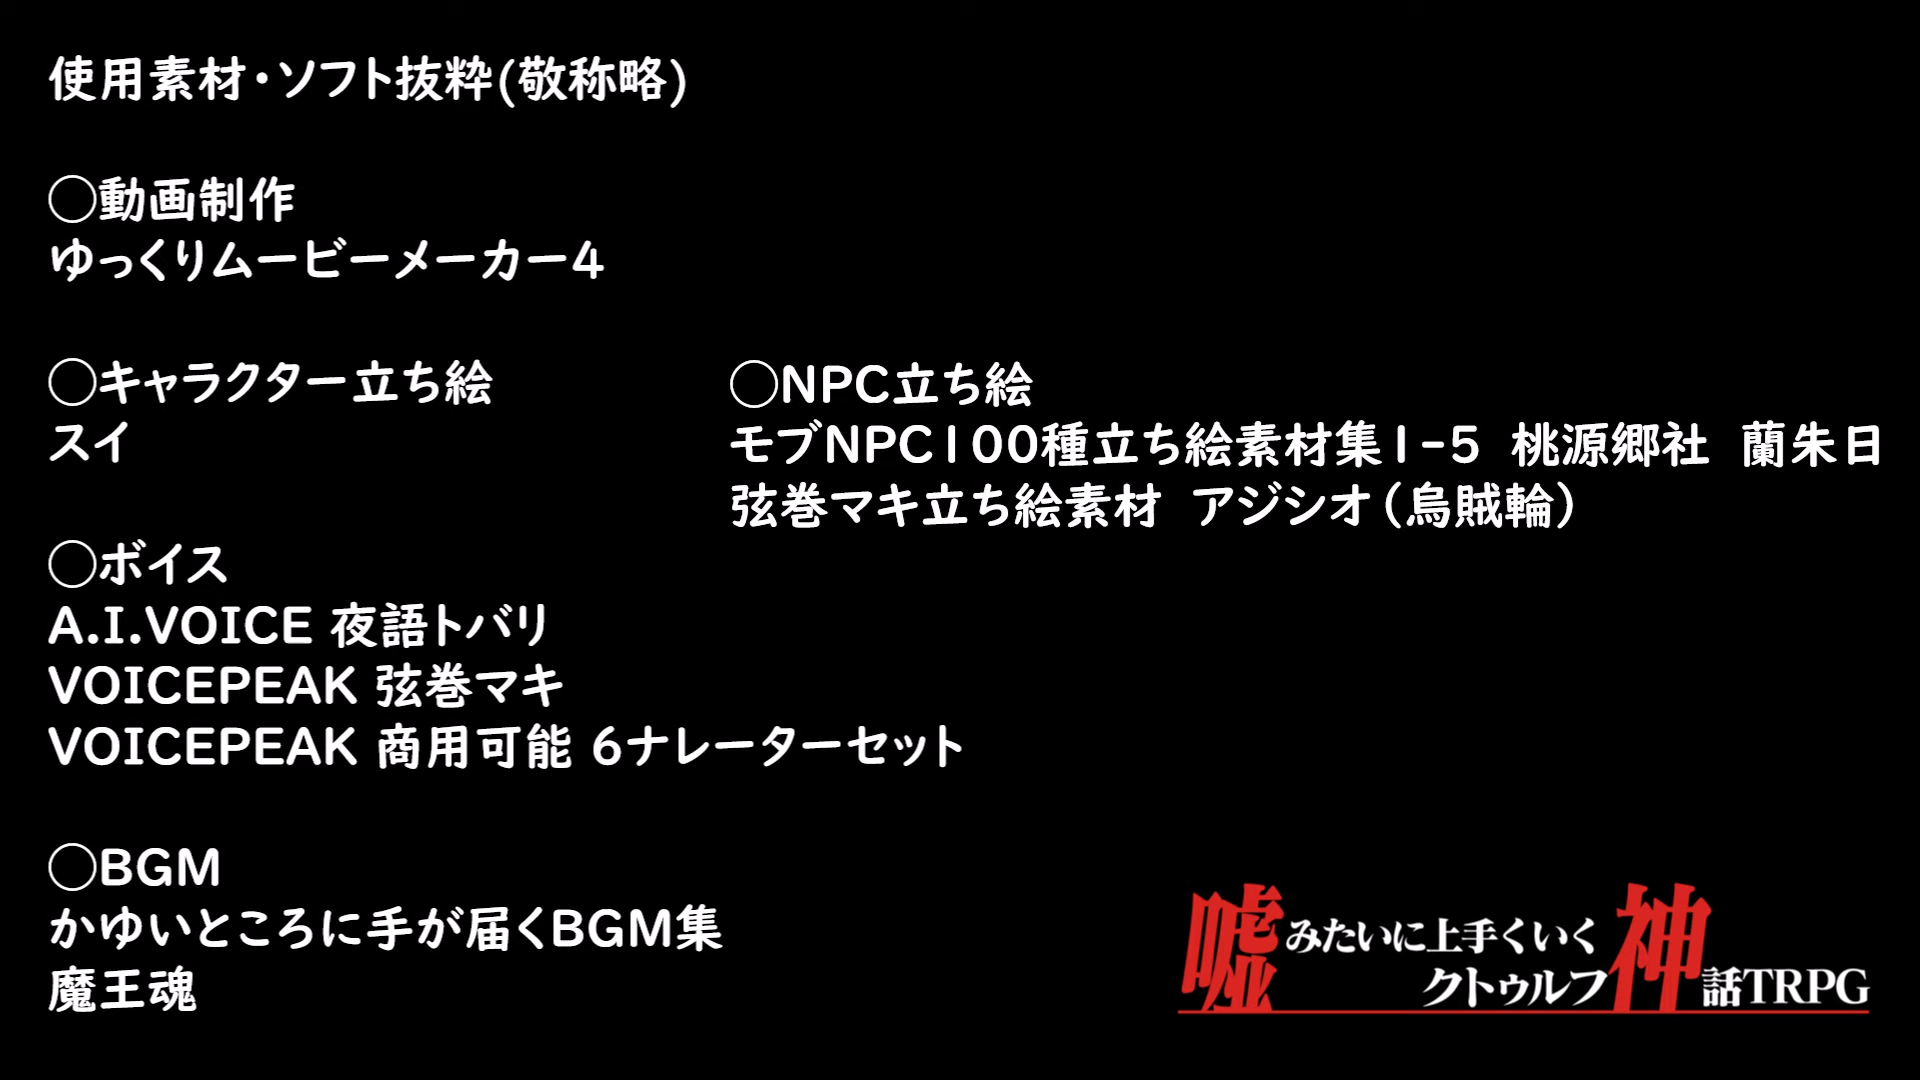 使用素材・ソフト抜粋(敬称略)
◯動画制作
ゆっくりムービーメーカー4
◯キャラクター立ち絵
スイ
◯NPC立ち絵
モブNPC100種立ち絵素材集1-5 桃源郷社 蘭朱日
弦巻マキ立ち絵素材 アジシオ(烏賊輪)
◯ボイス
A.I.VOICE 夜語トバリ
VOICEPEAK 弦巻マキ
VOICEPEAK 商用可能 6ナレーターセット
◯BGM
かゆいところに手が届くBGM集
魔王魂
嘘みたいに上手くいく
クトゥルフ神話TRPG